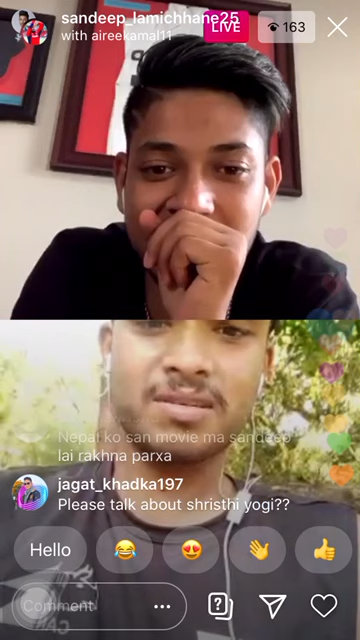 sandeep_lamichhane25
with aireekamal11
LIVE
163
Nepal ko san movie ma sandeep
lai rakhna parxa
jagat_khadka197
Please talk about shristhi yogi??
Hello
Comment